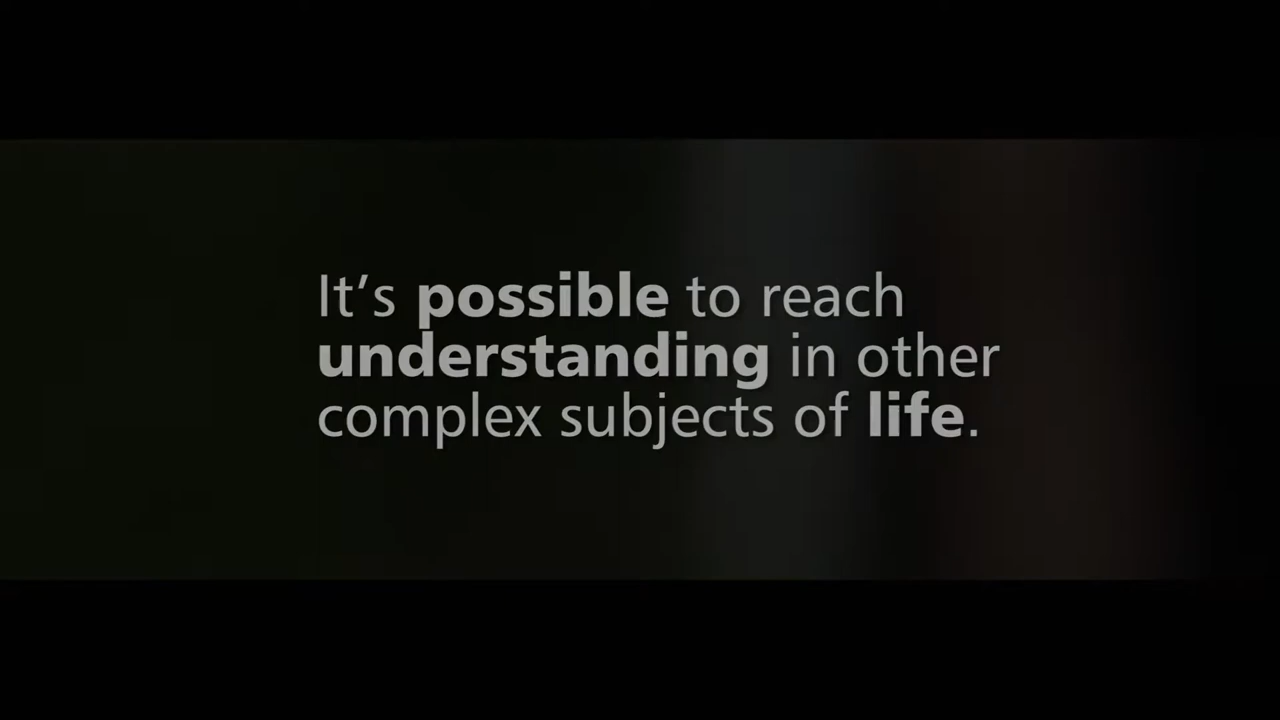 It's possible to reach
understanding in other
complex subjects of life.